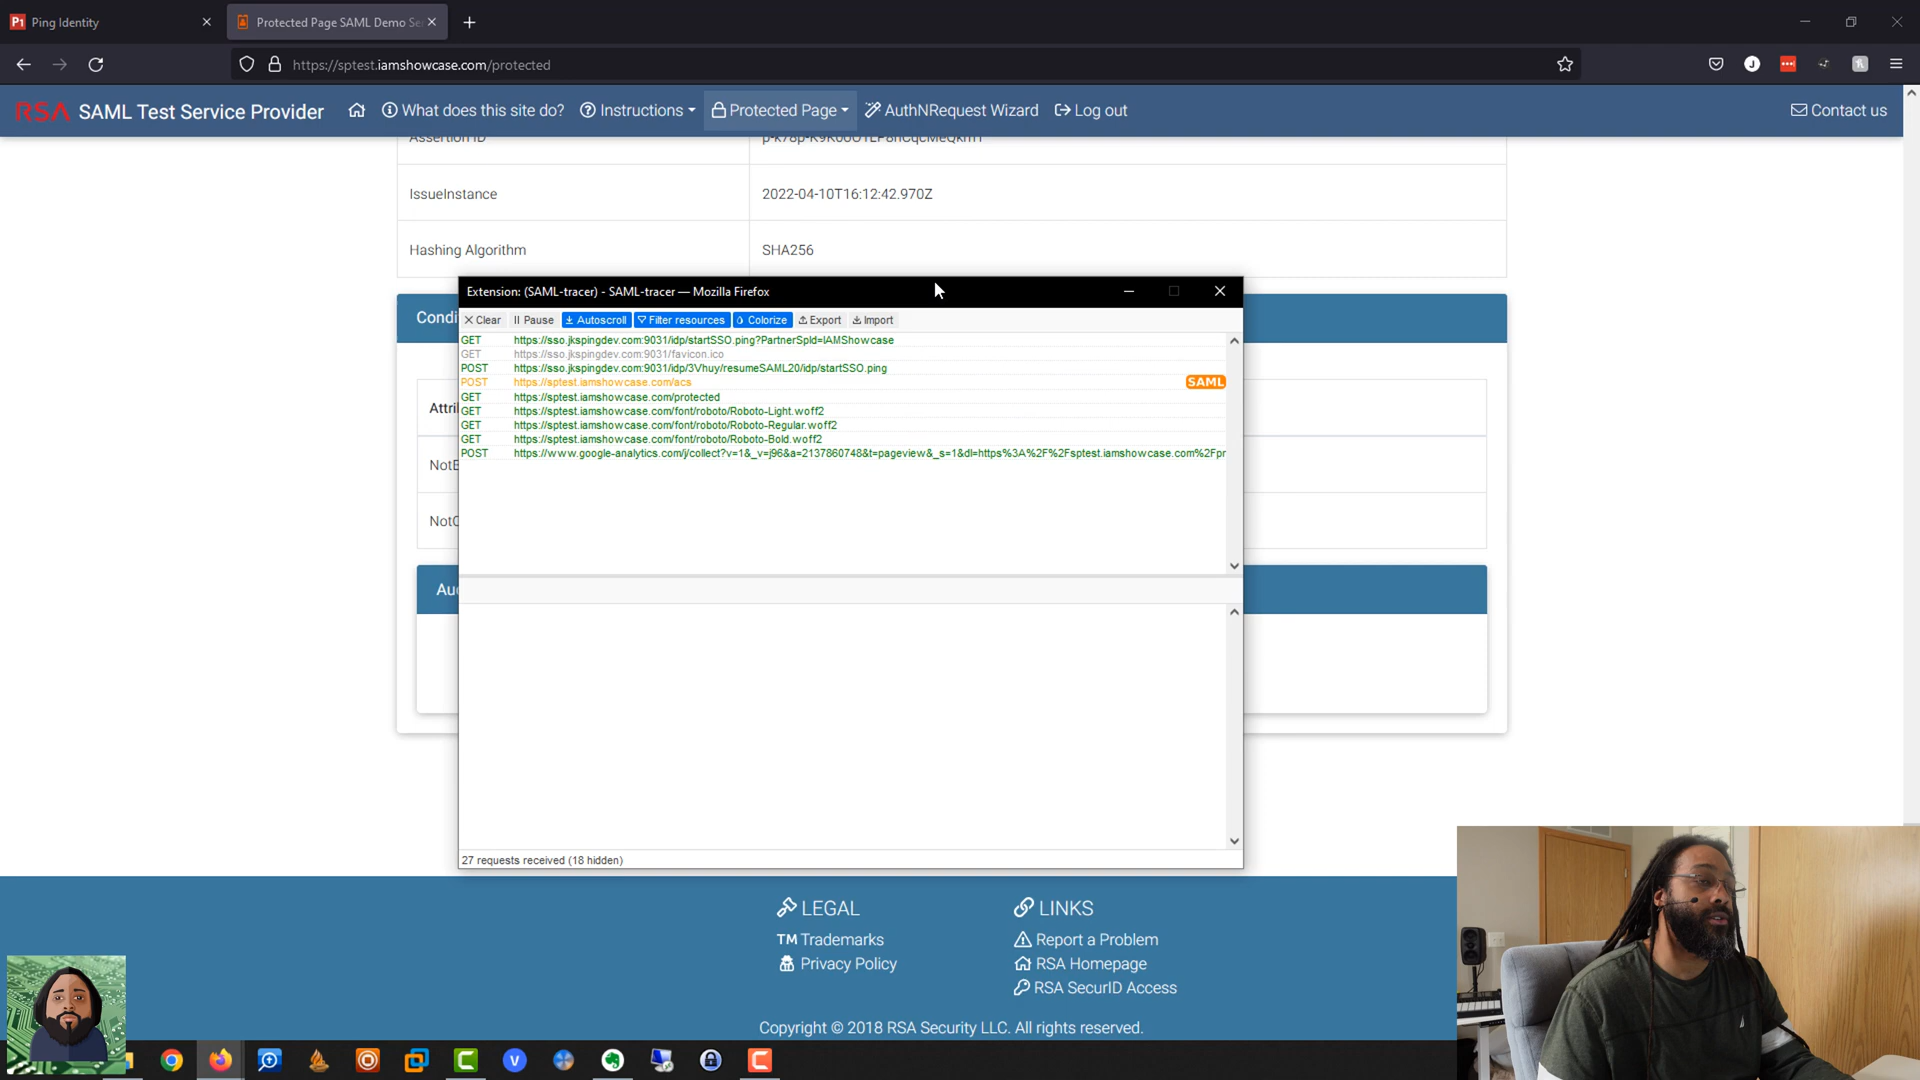 Ping Identity
Protected Page SAML Demo Se
https://sptest.iamshowcase.com/protected
RSA SAML Test Service Provider
What does this site do?
Instructions
Protected Page
AuthNRequest Wizard
Log out
Contact us
Assertion ID
IssueInstance
2022-04-10T16:12:42.970Z
Hashing Algorithm
SHA256
Condi
Extension: (SAML-tracer) - SAML-tracer — Mozilla Firefox
Clear
Pause
Autoscroll
Filter resources
Colorize
Export
Import
GET https://sso.jkspingdev.com:9031/idp/startSSO.ping?PartnerSpId=IAMShowcase
GET https://sso.jkspingdev.com:9031/favicon.ico
POST https://sso.jkspingdev.com:9031/idp/3Vhuy/resumeSAML20/idp/startSSO.ping
POST https://sptest.iamshowcase.com/acs SAML
GET https://sptest.iamshowcase.com/protected
GET https://sptest.iamshowcase.com/font/roboto/Roboto-Light.woff2
GET https://sptest.iamshowcase.com/font/roboto/Roboto-Regular.woff2
GET https://sptest.iamshowcase.com/font/roboto/Roboto-Bold.woff2
POST https://www.google-analytics.com/j/collect?v=1&_v=j96&a=2137860748&t=pageview&_s=1&dl=https%3A%2F%2Fsptest.iamshowcase.com%2Fpr
Attri
NotB
NotO
Au
27 requests received (18 hidden)
LEGAL
TM Trademarks
Privacy Policy
LINKS
Report a Problem
RSA Homepage
RSA SecurID Access
Copyright © 2018 RSA Security LLC. All rights reserved.